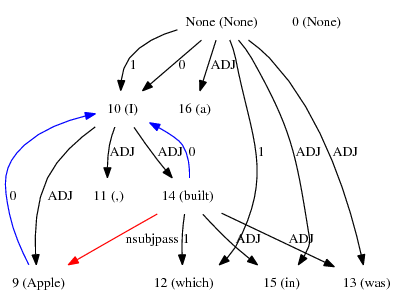 None (None) 0 (None)
1 0 ADJ
10 (I) 16 (a)
ADJ ADJ 0 1 ADJ ADJ
0 ADJ 11 (,) 14 (built)
nsubjpass 1 ADJ ADJ
9 (Apple) 12 (which) 15 (in) 13 (was)